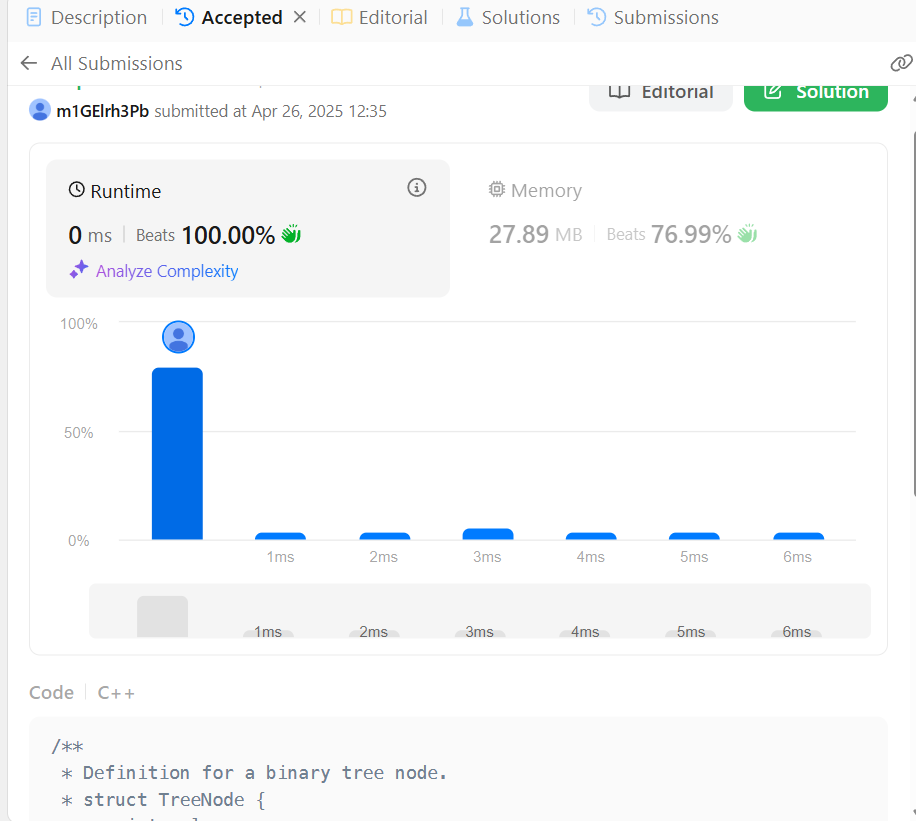 Description Accepted Editorial Solutions Submissions
All Submissions
m1GElrh3Pb submitted at Apr 26, 2025 12:35
Editorial Solution
Runtime
0 ms Beats 100.00%
Analyze Complexity
Memory
27.89 MB Beats 76.99%
100%
50%
0%
1ms 2ms 3ms 4ms 5ms 6ms
1ms 2ms 3ms 4ms 5ms 6ms
Code C++
/**
* Definition for a binary tree node.
* struct TreeNode {